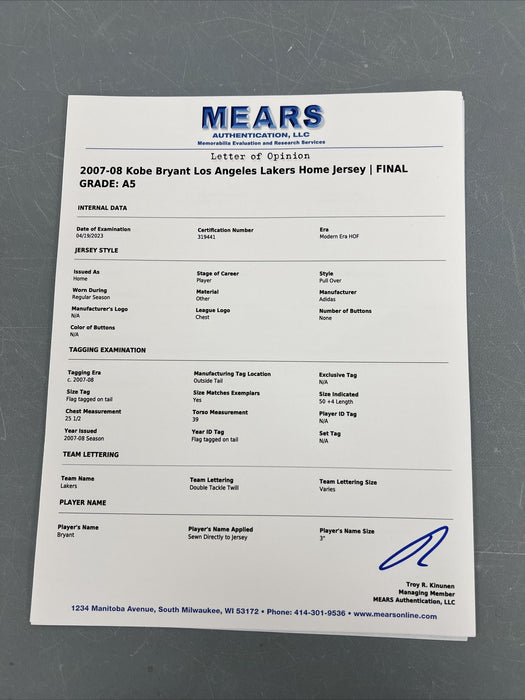 MEARS
AUTHENTICATION, LLC
Memorabilia Evaluation and Research Services
Letter of Opinion
2007-08 Kobe Bryant Los Angeles Lakers Home Jersey | FINAL
GRADE: A5
INTERNAL DATA
Date of Examination Certification Number Era
04/19/2023 319441 Modern Era HOF
JERSEY STYLE
Issued As Stage of Career Style
Home Player Pull Over
Worn During Material Manufacturer
Regular Season Other Adidas
Manufacturer's Logo League Logo Number of Buttons
N/A Chest None
Color of Buttons
N/A
TAGGING EXAMINATION
Tagging Era Manufacturing Tag Location Exclusive Tag
c. 2007-08 Outside Tail N/A
Size Tag Size Matches Exemplars Size Indicated
Flag tagged on tail Yes 50 +4 Length
Chest Measurement Torso Measurement Player ID Tag
25 1/2 39 N/A
Year Issued Year ID Tag Set Tag
2007-08 Season Flag tagged on tail N/A
TEAM LETTERING
Team Name Team Lettering Team Lettering Size
Lakers Double Tackle Twill Varies
PLAYER NAME
Player's Name Player's Name Applied Player's Name Size
Bryant Sewn Directly to Jersey 3"
Troy R. Kinunen
Managing Member
MEARS Authentication, LLC
1234 Manitoba Avenue, South Milwaukee, WI 53172 • Phone: 414-301-9536 • www.mearsonline.com